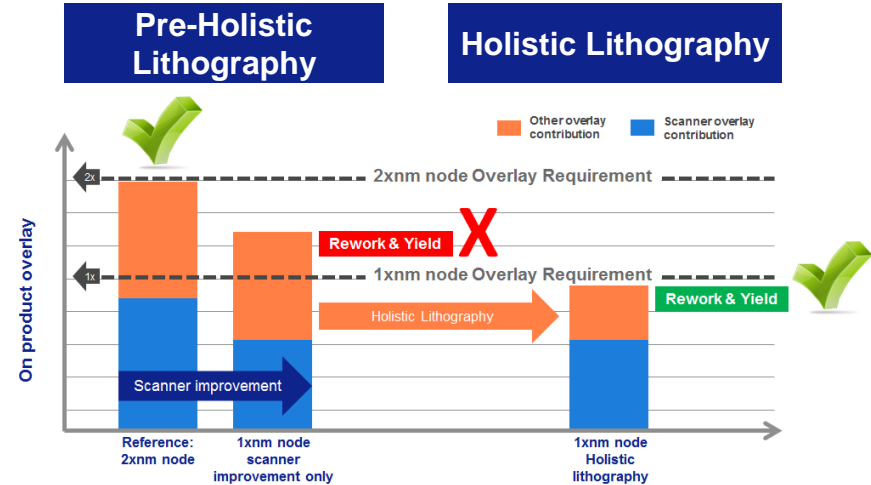 Pre-Holistic
Lithography
Holistic Lithography
Other overlay
contribution
Scanner overlay
contribution
2x
2xnm node Overlay Requirement
Rework & Yield
X
1x
1xnm node Overlay Requirement
Rework & Yield
Holistic Lithography
Scanner improvement
On product overlay
Reference:
2xnm node
1xnm node
scanner
improvement only
1xnm node
Holistic
lithography